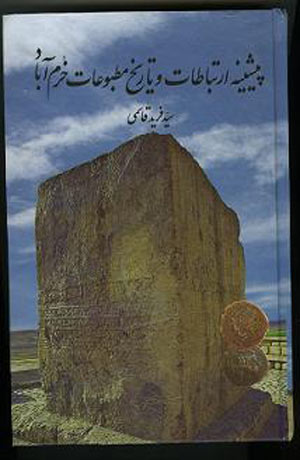 پیشینه ارتباطات و تاریخ مطبوعات خرم آباد
سید فرید قاسمی